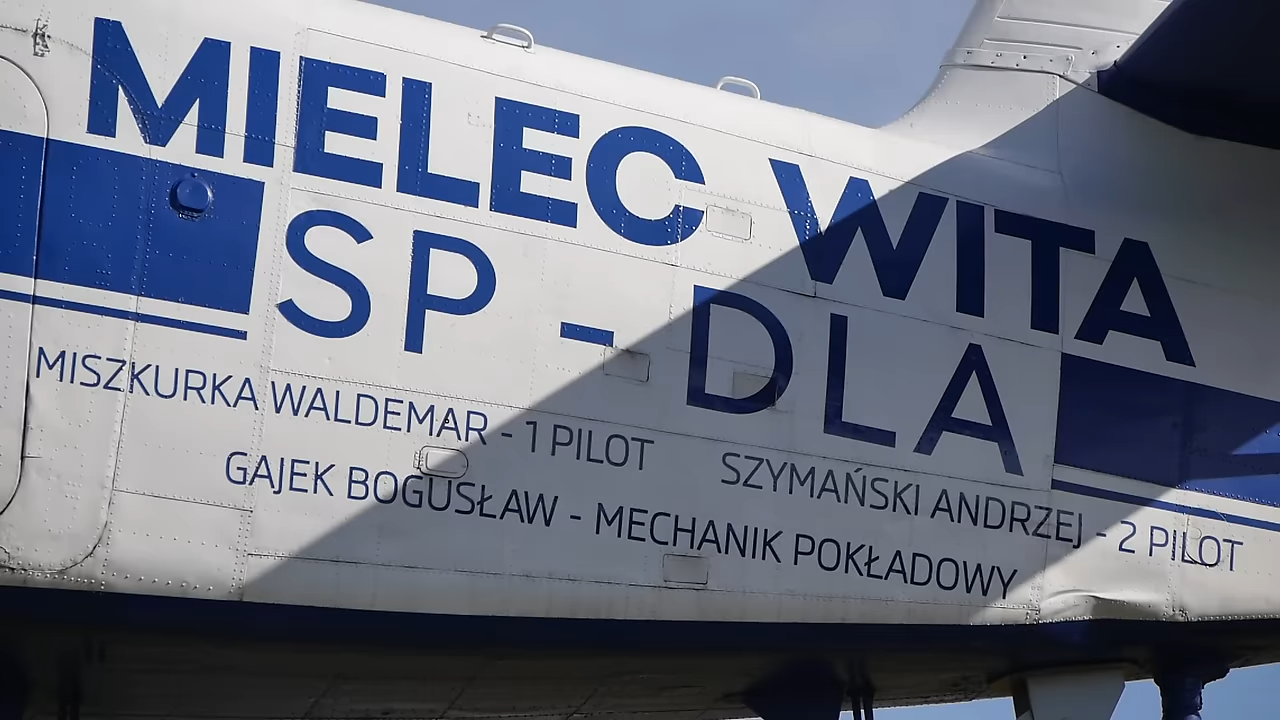 MIELEC WITA
SP - DLA
MISZKURKA WALDEMAR - 1 PILOT
SZYMAŃSKI ANDRZEJ - 2 PILOT
GAJEK BOGUSŁAW - MECHANIK POKŁADOWY